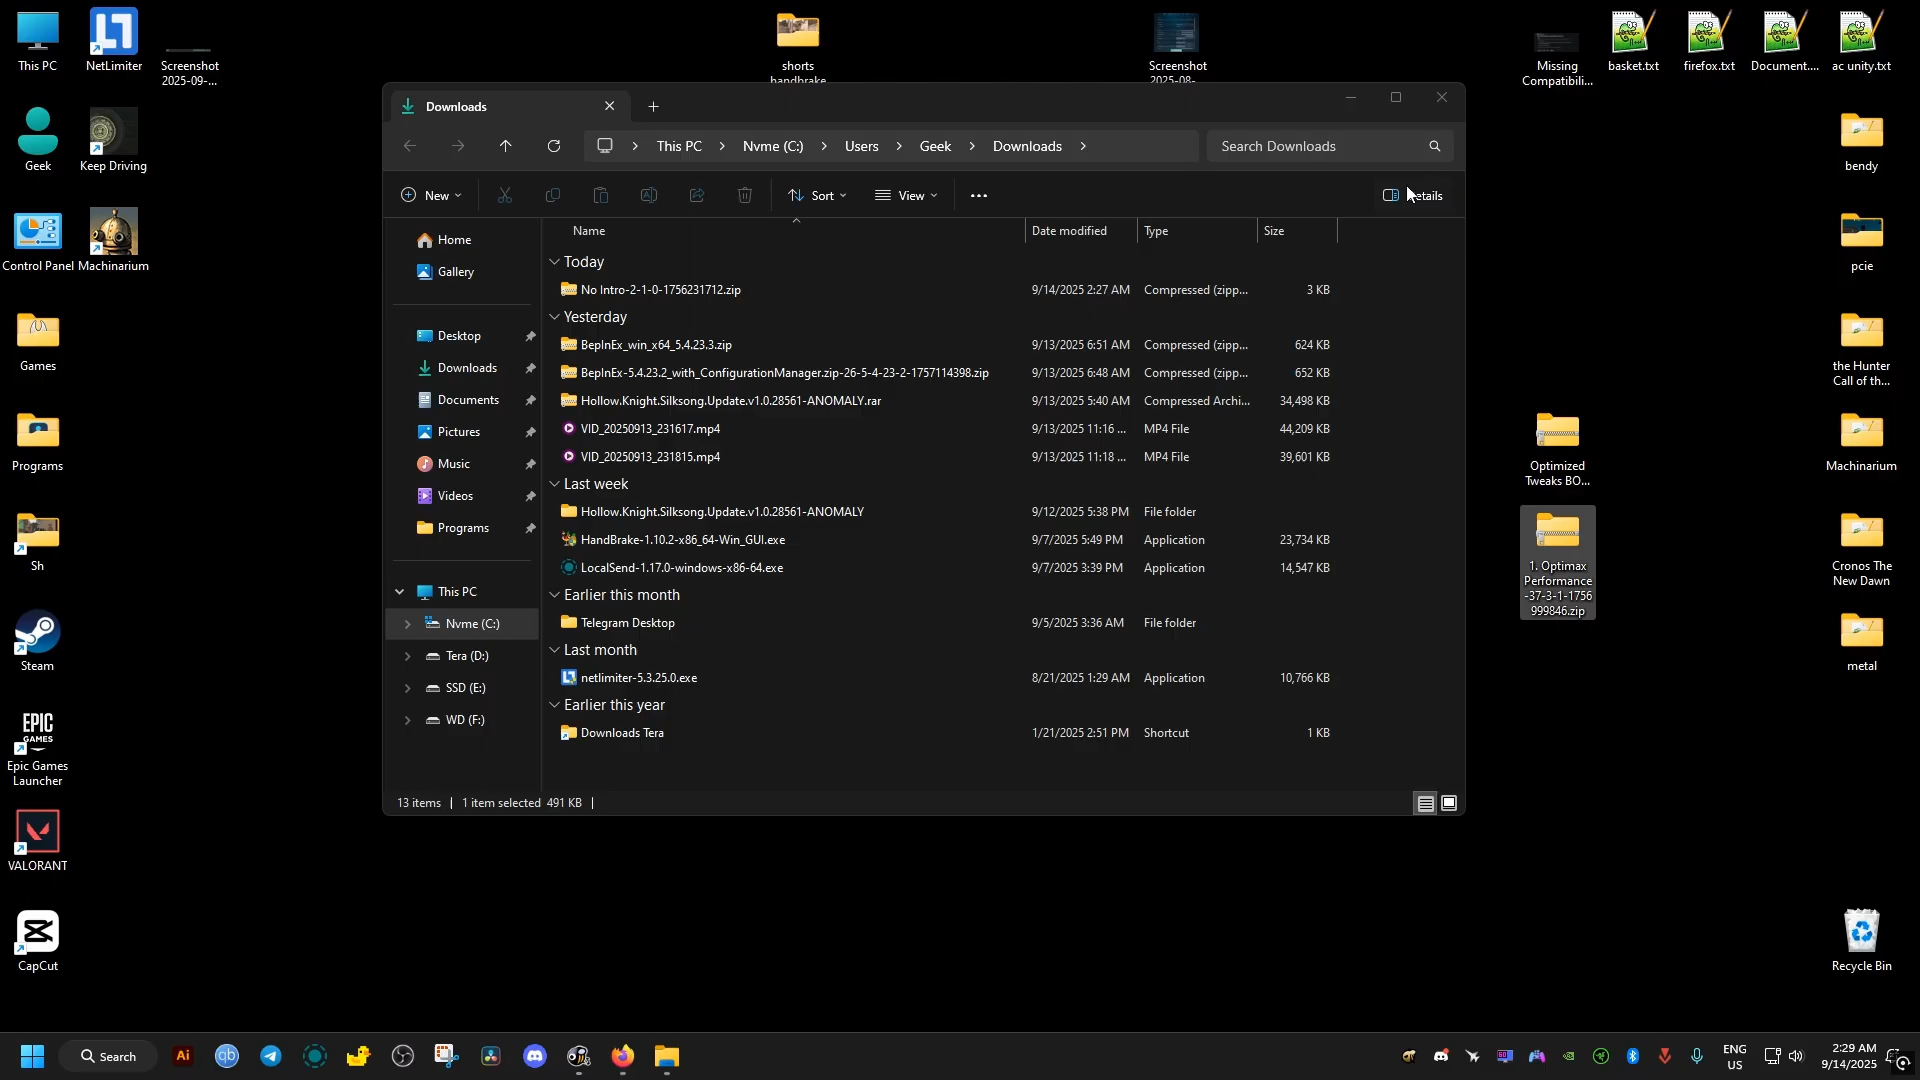 This PC
NetLimiter
Screenshot
2025-09-...
shorts
handbrake
Screenshot
2025-08-
Missing
Compatibili...
basket.txt
firefox.txt
Document....
ac unity.txt
Geek
Keep Driving
Control Panel
Machinarium
Games
Programs
Sh
Steam
EPIC
GAMES
Epic Games
Launcher
VALORANT
CapCut
Downloads
This PC
Nvme (C:)
Users
Geek
Downloads
Search Downloads
New
Sort
View
etails
Name
Date modified
Type
Size
Home
Gallery
Desktop
Downloads
Documents
Pictures
Music
Videos
Programs
This PC
Nvme (C:)
Tera (D:)
SSD (E:)
WD (F:)
Today
No Intro-2-1-0-1756231712.zip 9/14/2025 2:27 AM Compressed (zipp... 3 KB
Yesterday
BepInEx_win_x64_5.4.23.3.zip 9/13/2025 6:51 AM Compressed (zipp... 624 KB
BepInEx-5.4.23.2_with_ConfigurationManager.zip-26-5-4-23-2-1757114398.zip 9/13/2025 6:48 AM Compressed (zipp... 652 KB
Hollow.Knight.Silksong.Update.v1.0.28561-ANOMALY.rar 9/13/2025 5:40 AM Compressed Archi... 34,498 KB
VID_20250913_231617.mp4 9/13/2025 11:16 ... MP4 File 44,209 KB
VID_20250913_231815.mp4 9/13/2025 11:18 ... MP4 File 39,601 KB
Last week
Hollow.Knight.Silksong.Update.v1.0.28561-ANOMALY 9/12/2025 5:38 PM File folder
HandBrake-1.10.2-x86_64-Win_GUI.exe 9/7/2025 5:49 PM Application 23,734 KB
LocalSend-1.17.0-windows-x86-64.exe 9/7/2025 3:39 PM Application 14,547 KB
Earlier this month
Telegram Desktop 9/5/2025 3:36 AM File folder
Last month
netlimiter-5.3.25.0.exe 8/21/2025 1:29 AM Application 10,766 KB
Earlier this year
Downloads Tera 1/21/2025 2:51 PM Shortcut 1 KB
13 items
1 item selected 491 KB
Optimized
Tweaks BO...
1. Optimax
Performance
-37-3-1-1756
999846.zip
bendy
pcie
the Hunter
Call of th...
Machinarium
Cronos The
New Dawn
metal
Recycle Bin
Search
Ai
qb
ENG
US
2:29 AM
9/14/2025